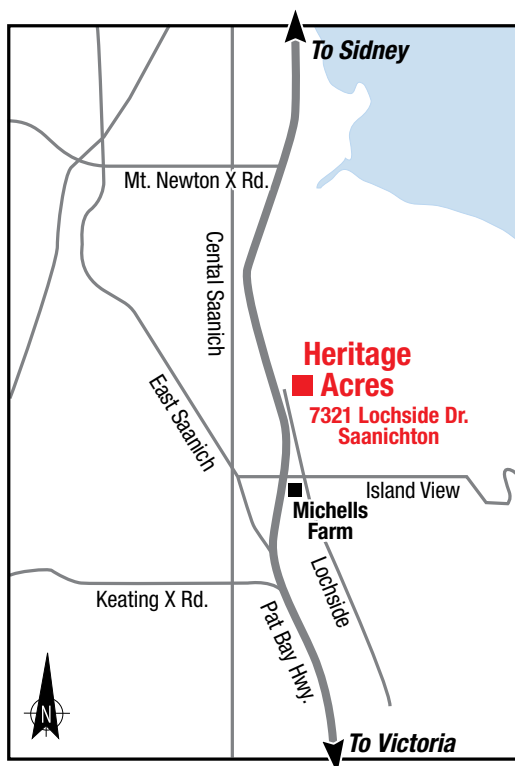 To Sidney
Mt. Newton X Rd.
Cental Saanich
Heritage
Acres
7321 Lochside Dr.
Saanichton
East Saanich
Island View
Michells
Farm
Lochside
Keating X Rd.
Pat Bay Hwy.
N
To Victoria